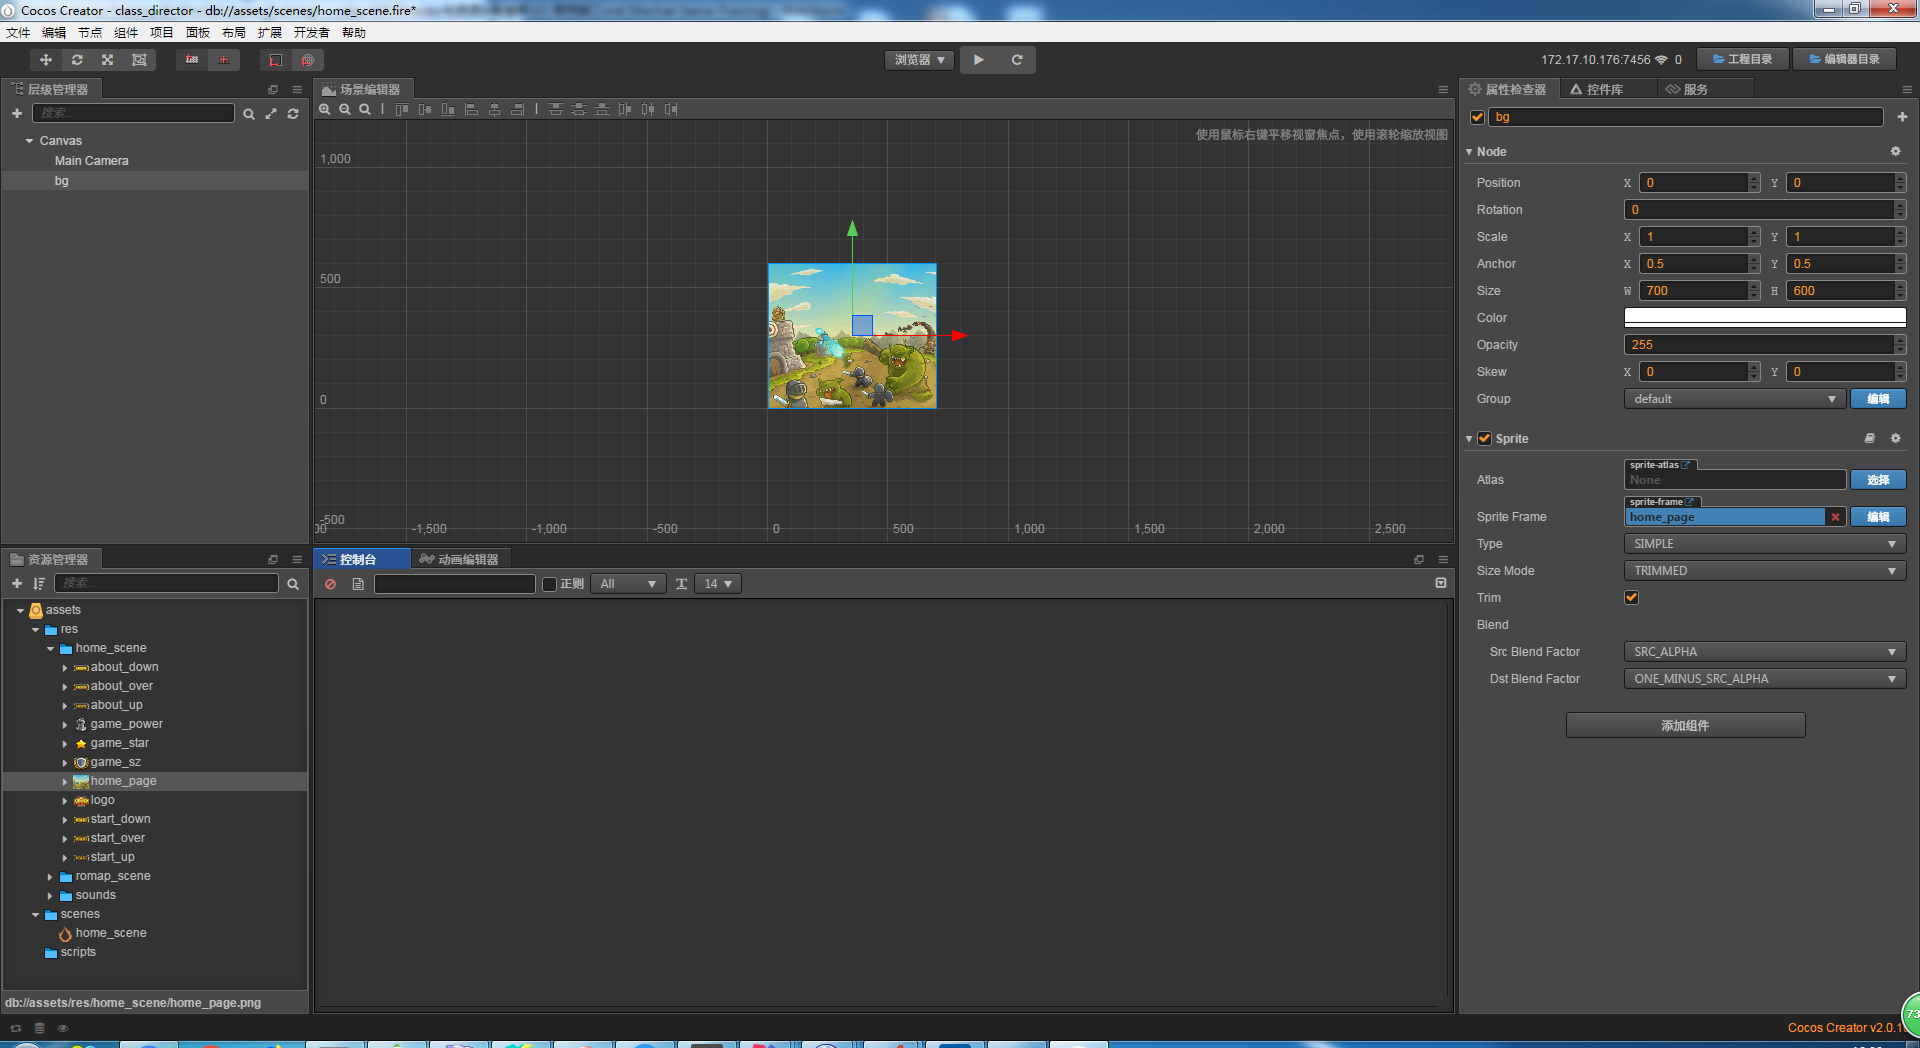 Cocos Creator - class_director - db://assets/scenes/home_scene.fire*
文件 编辑 节点 组件 项目 面板 布局 扩展 开发者 帮助
浏览器
172.17.10.176:7456 0 工程目录 编辑器目录
层级管理器
搜索...
Canvas
Main Camera
bg
场景编辑器
使用鼠标右键平移视窗焦点，使用滚轮缩放视图
1,000
500
0
-500
-1,500 -1,000 -500 0 500 1,000 1,500 2,000 2,500
资源管理器
搜索...
assets
res
home_scene
about_down
about_over
about_up
game_power
game_star
game_sz
home_page
logo
start_down
start_over
start_up
romap_scene
sounds
scenes
home_scene
scripts
db://assets/res/home_scene/home_page.png
控制台 动画编辑器
正则 All 14
属性检查器 控件库 服务
bg
Node
Position X 0 Y 0
Rotation 0
Scale X 1 Y 1
Anchor X 0.5 Y 0.5
Size W 700 H 600
Color
Opacity 255
Skew X 0 Y 0
Group default 编辑
Sprite
sprite-atlas
Atlas None 选择
sprite-frame
Sprite Frame home_page 编辑
Type SIMPLE
Size Mode TRIMMED
Trim
Blend
Src Blend Factor SRC_ALPHA
Dst Blend Factor ONE_MINUS_SRC_ALPHA
添加组件
73
Cocos Creator v2.0.1